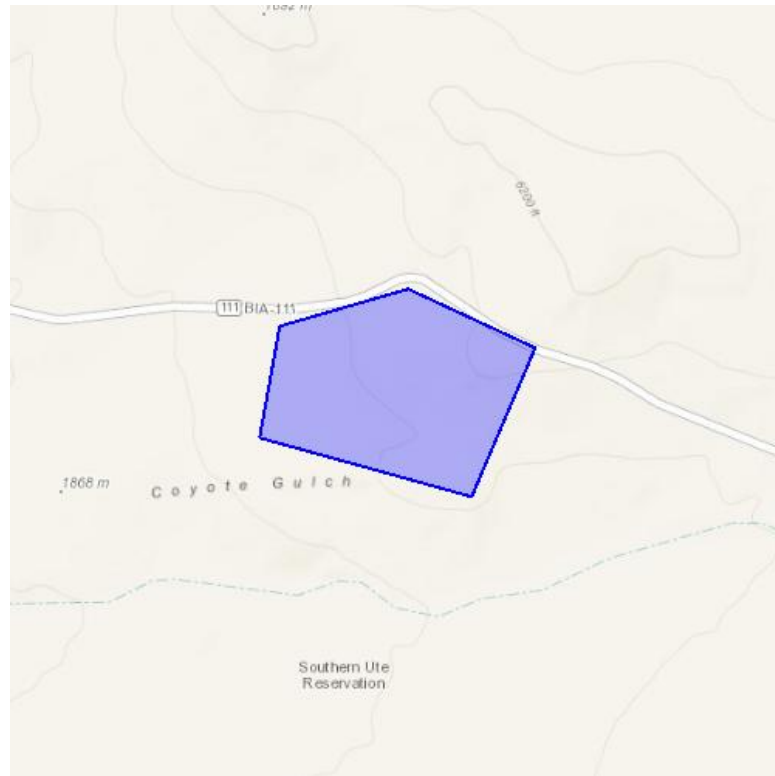 6200 ft
111 BIA-111
1868 m
Coyote Gulch
Southern Ute
Reservation